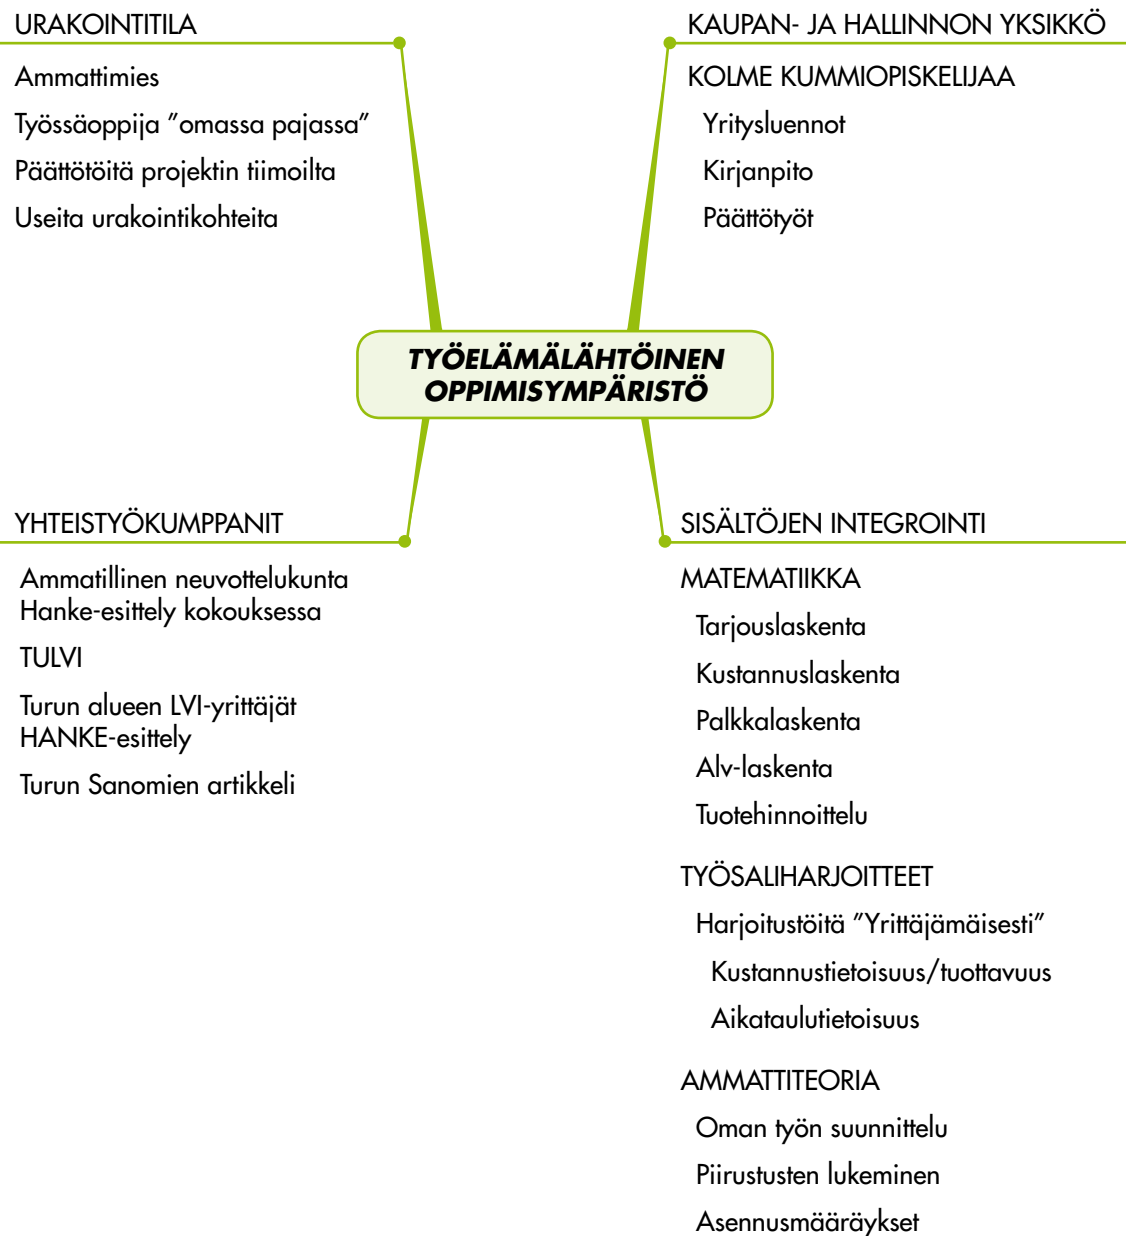 URAKOINTITILA
Ammattimies
Työssäoppija ”omassa pajassa”
Päättötöitä projektin tiimoilta
Useita urakointikohteita
KAUPAN- JA HALLINNON YKSIKKÖ
KOLME KUMMIOPISKELIJAA
Yritysluennot
Kirjanpito
Päättötyöt
TYÖELÄMÄLÄHTÖINEN
OPPIMISYMPÄRISTÖ
YHTEISTYÖKUMPPANIT
Ammatillinen neuvottelukunta
Hanke-esittely kokouksessa
TULVI
Turun alueen LVI-yrittäjät
HANKE-esittely
Turun Sanomien artikkeli
SISÄLTÖJEN INTEGROINTI
MATEMATIIKKA
Tarjouslaskenta
Kustannuslaskenta
Palkkalaskenta
Alv-laskenta
Tuotehinnoittelu
TYÖSALIHARJOITTEET
Harjoitustöitä ”Yrittäjämäisesti”
Kustannustietoisuus/tuottavuus
Aikataulutietoisuus
AMMATTITEORIA
Oman työn suunnittelu
Piirustusten lukeminen
Asennusmääräykset